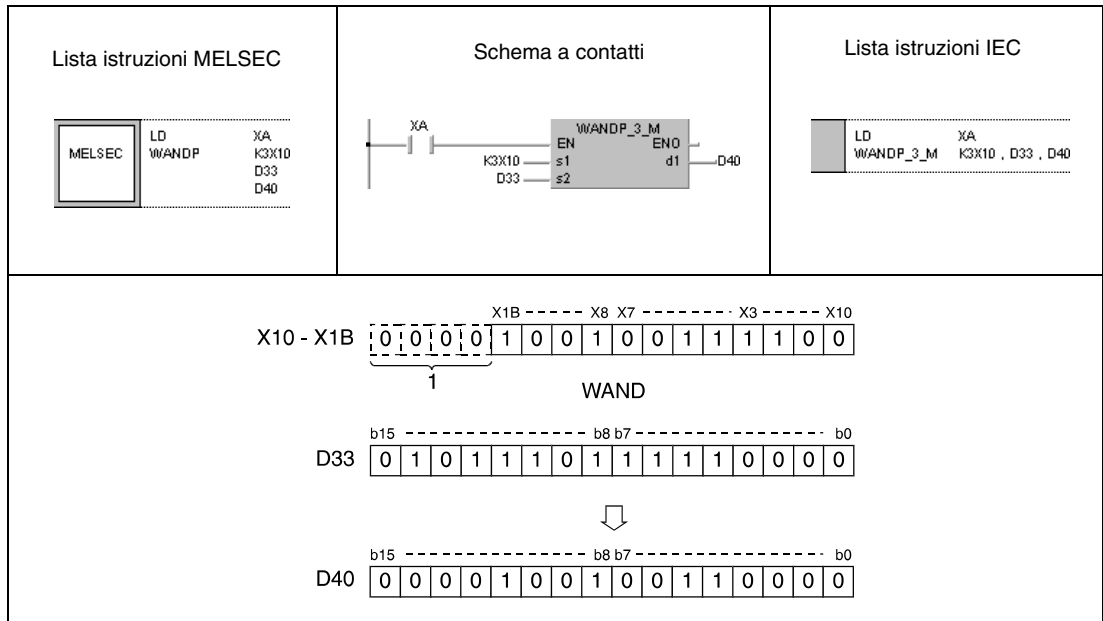 Lista istruzioni MELSEC
MELSEC
LD XA
WANDP K3X10
D33
D40
Schema a contatti
XA
WANDP_3_M
EN ENO
K3X10 s1 d1 D40
D33 s2
Lista istruzioni IEC
LD XA
WANDP_3_M K3X10 , D33 , D40
X1B X8 X7 X3 X10
X10 - X1B 0 0 0 0 1 0 0 1 0 0 1 1 1 1 0 0
1
WAND
b15 b8 b7 b0
D33 0 1 0 1 1 1 0 1 1 1 1 1 0 0 0 0
b15 b8 b7 b0
D40 0 0 0 0 1 0 0 1 0 0 1 1 0 0 0 0